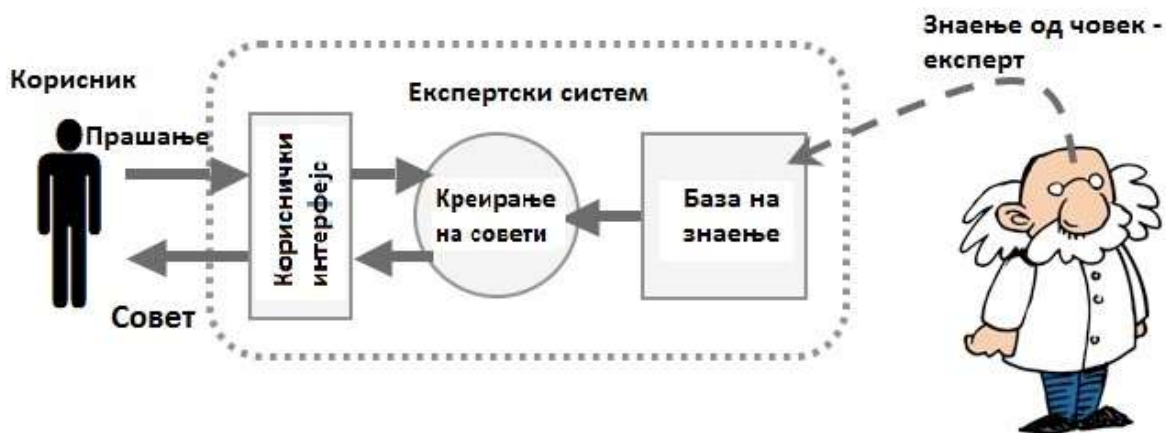 Знаење од човек -
експерт
Корисник
Експертски систем
Прашање
Кориснички
интерфејс
Креирање
на совети
База на
знаење
Совет